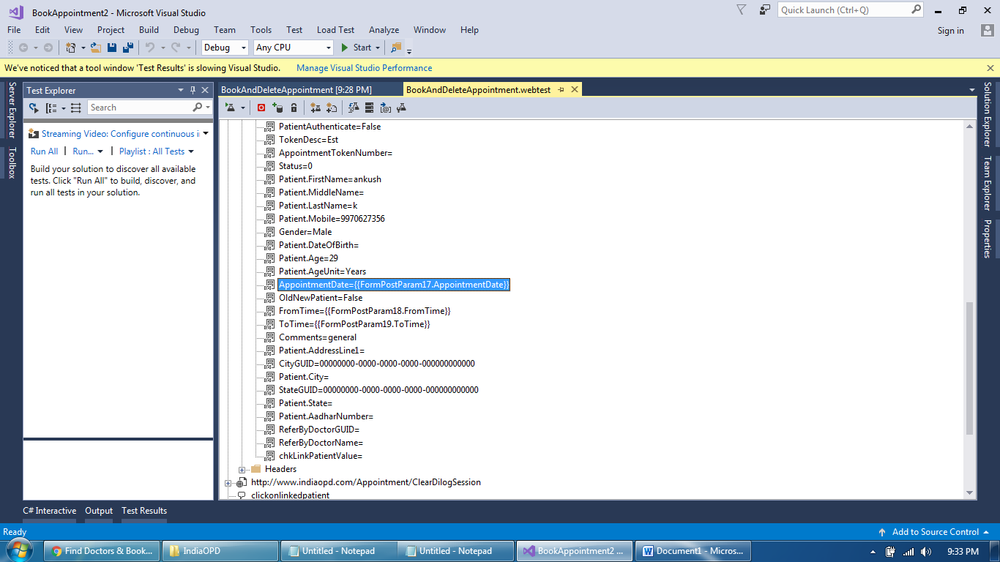 BookAppointment2 - Microsoft Visual Studio
Quick Launch (Ctrl+Q)
File Edit View Project Build Debug Team Tools Test Load Test Analyze Window Help
Sign in
Debug Any CPU Start
We've noticed that a tool window 'Test Results' is slowing Visual Studio. Manage Visual Studio Performance
Server Explorer
Toolbox
Test Explorer
Search
Streaming Video: Configure continuous i
Run All Run... Playlist : All Tests
Build your solution to discover all available
tests. Click "Run All" to build, discover, and
run all tests in your solution.
BookAndDeleteAppointment [9:28 PM] BookAndDeleteAppointment.webtest
PatientAuthenticate=False
TokenDesc=Est
AppointmentTokenNumber=
Status=0
Patient.FirstName=ankush
Patient.MiddleName=
Patient.LastName=k
Patient.Mobile=9970627356
Gender=Male
Patient.DateOfBirth=
Patient.Age=29
Patient.AgeUnit=Years
AppointmentDate={{FormPostParam17.AppointmentDate}}
OldNewPatient=False
FromTime={{FormPostParam18.FromTime}}
ToTime={{FormPostParam19.ToTime}}
Comments=general
Patient.AddressLine1=
CityGUID=00000000-0000-0000-0000-000000000000
Patient.City=
StateGUID=00000000-0000-0000-0000-000000000000
Patient.State=
Patient.AadharNumber=
ReferByDoctorGUID=
ReferByDoctorName=
chkLinkPatientValue=
Headers
http://www.indiaopd.com/Appointment/ClearDilogSession
clickonlinkedpatient
Solution Explorer
Team Explorer
Properties
C# Interactive Output Test Results
Ready
Add to Source Control
Find Doctors & Book... IndiaOPD Untitled - Notepad Untitled - Notepad BookAppointment2 ... Document1 - Micros... 9:33 PM